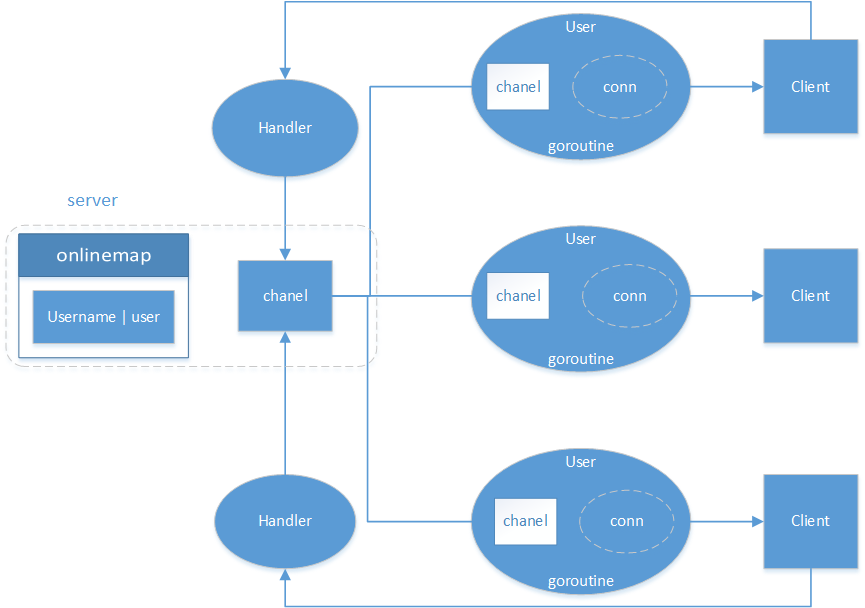 User
chanel
conn
Client
goroutine
Handler
server
onlinemap
Username | user
chanel
User
chanel
conn
Client
goroutine
User
chanel
conn
Client
Handler
goroutine